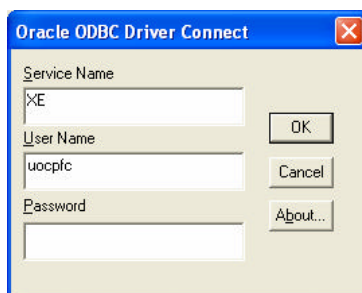 Oracle ODBC Driver Connect
Service Name
XE
OK
User Name
uocpfc
Cancel
Password
About...